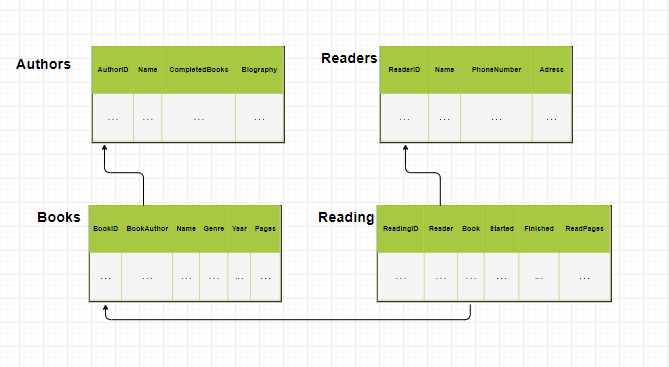 Authors
AuthorID Name CompletedBooks Biography
... ... ... ...
Readers
ReaderID Name PhoneNumber Adress
... ... ... ...
Books
BookID BookAuthor Name Genre Year Pages
... ... ... ... ... ...
Reading
ReadingID Reader Book Started Finished ReadPages
... ... ... ... ... ...